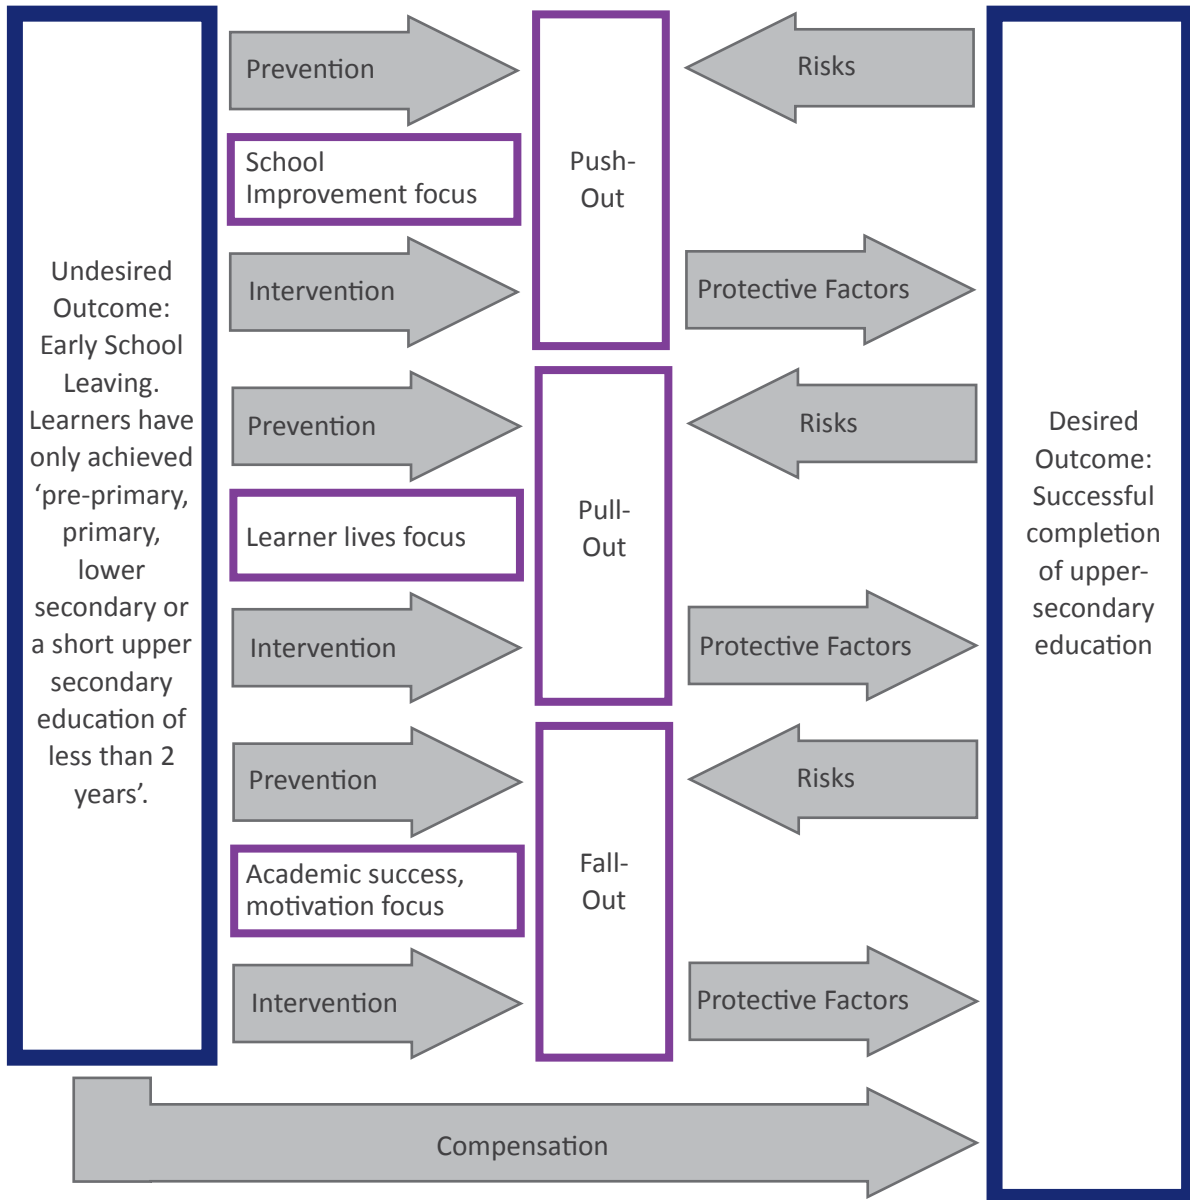 Undesired
Outcome:
Early School
Leaving.
Learners have
only achieved
‘pre-primary,
primary,
lower
secondary or
a short upper
secondary
education of
less than 2
years’.
Prevention
School
Improvement focus
Intervention
Push-
Out
Risks
Protective Factors
Prevention
Learner lives focus
Intervention
Pull-
Out
Risks
Protective Factors
Prevention
Academic success,
motivation focus
Intervention
Fall-
Out
Risks
Protective Factors
Compensation
Desired
Outcome:
Successful
completion
of upper-
secondary
education